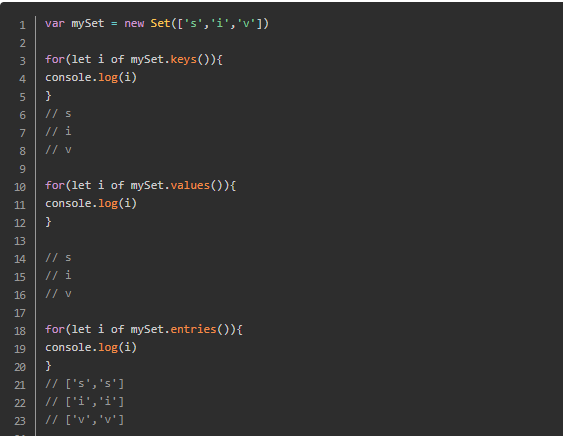 1 var mySet = new Set(['s','i','v'])
2
3 for(let i of mySet.keys()){
4 console.log(i)
5 }
6 // s
7 // i
8 // v
9
10 for(let i of mySet.values()){
11 console.log(i)
12 }
13
14 // s
15 // i
16 // v
17
18 for(let i of mySet.entries()){
19 console.log(i)
20 }
21 // ['s','s']
22 // ['i','i']
23 // ['v','v']